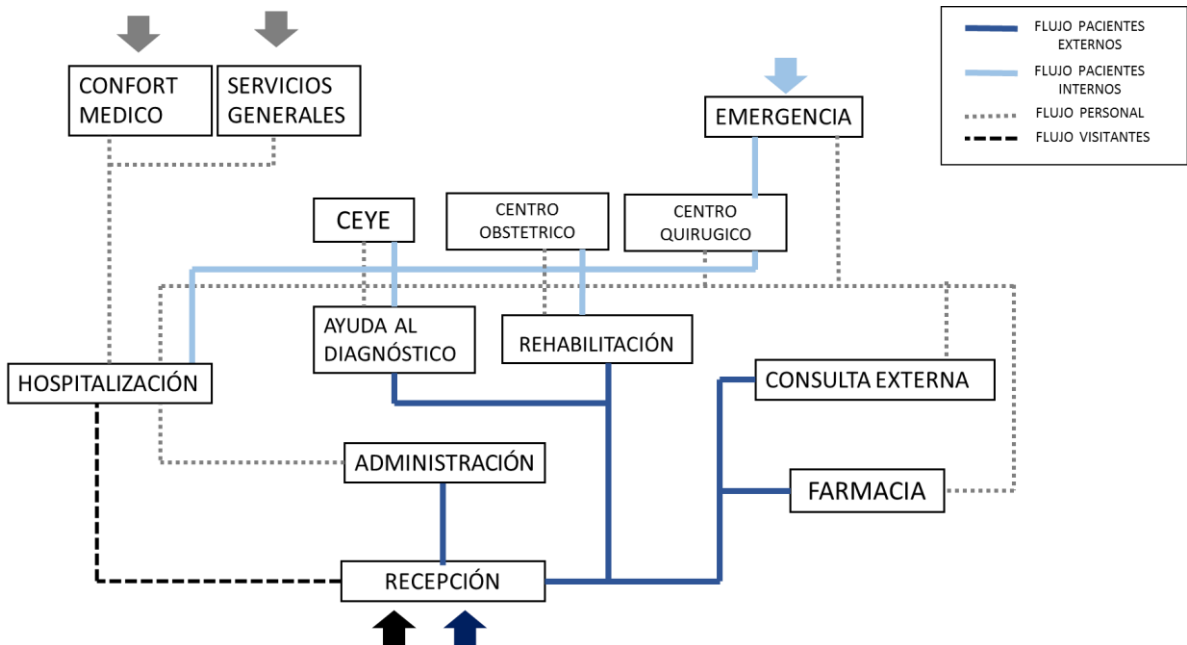 CONFORT
MEDICO
SERVICIOS
GENERALES
EMERGENCIA
FLUJO PACIENTES
EXTERNOS
FLUJO PACIENTES
INTERNOS
FLUJO PERSONAL
FLUJO VISITANTES
CEYE
CENTRO
OBSTETRICO
CENTRO
QUIRUGICO
AYUDA AL
DIAGNÓSTICO
REHABILITACIÓN
HOSPITALIZACIÓN
CONSULTA EXTERNA
ADMINISTRACIÓN
FARMACIA
RECEPCIÓN